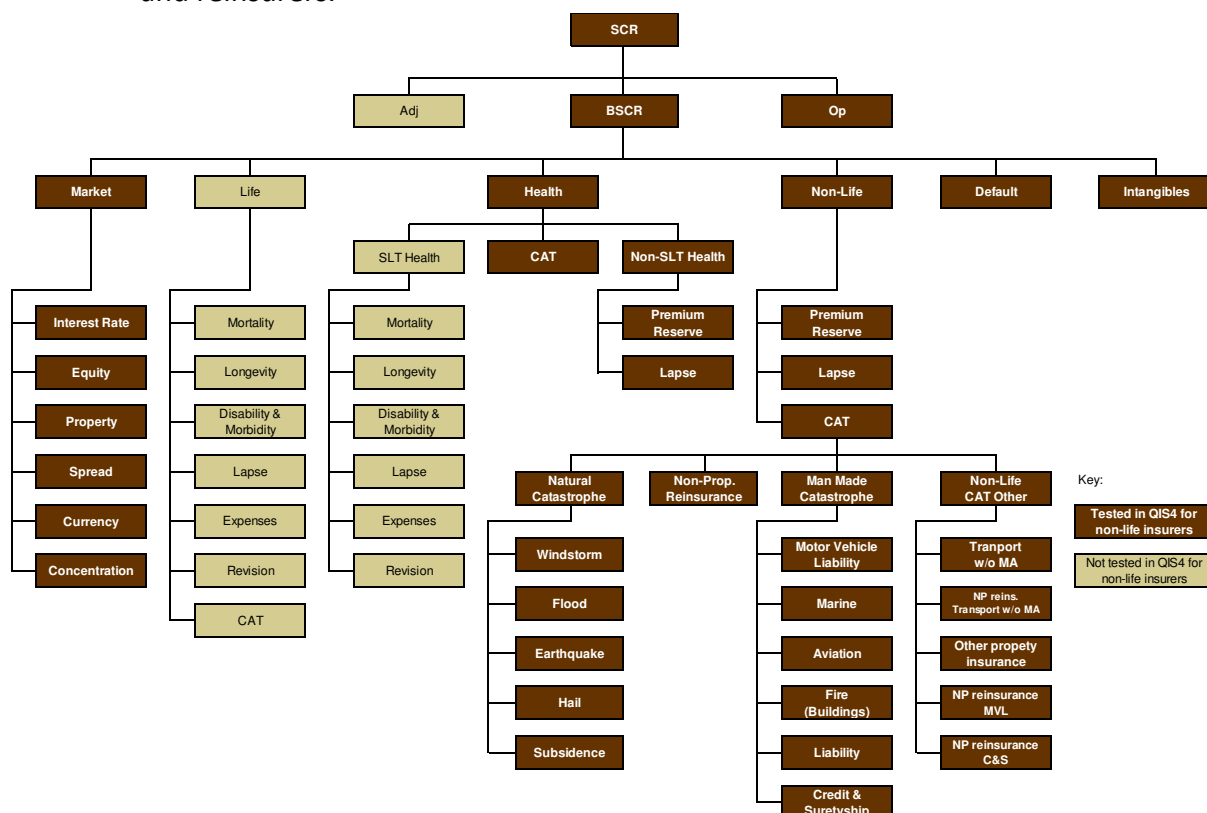 and reinsurers.
SCR
Adj
BSCR
Op
Market
Life
Health
Non-Life
Default
Intangibles
SLT Health
CAT
Non-SLT Health
Interest Rate
Mortality
Mortality
Premium
Reserve
Premium
Reserve
Equity
Longevity
Longevity
Lapse
Lapse
Property
Disability &
Morbidity
Disability &
Morbidity
CAT
Spread
Lapse
Lapse
Natural
Catastrophe
Non-Prop.
Reinsurance
Man Made
Catastrophe
Non-Life
CAT Other
Key:
Tested in QIS4 for
non-life insurers
Not tested in QIS4 for
non-life insurers
Currency
Expenses
Expenses
Windstorm
Motor Vehicle
Liability
Tranport
w/o MA
Concentration
Revision
Revision
Flood
Marine
NP reins.
Transport w/o MA
CAT
Earthquake
Aviation
Other propety
insurance
Hail
Fire
(Buildings)
NP reinsurance
MVL
Subsidence
Liability
NP reinsurance
C&S
Credit &
Suretyship